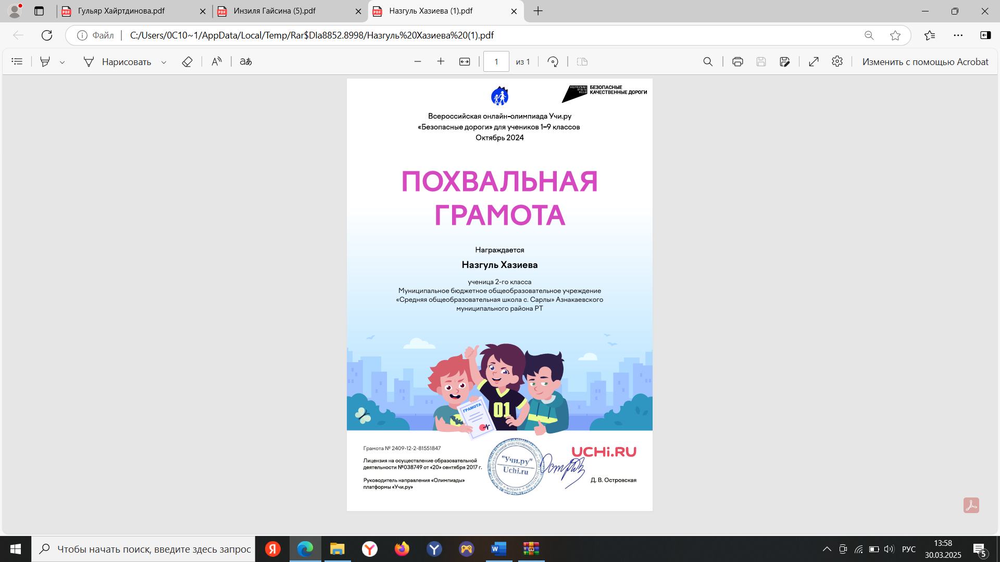 Гульяр Хайртдинова.pdf
Инзиля Гайсина (5).pdf
Назгуль Хазиева (1).pdf
Файл
C:/Users/0C10~1/AppData/Local/Temp/Rar$DIa8852.8998/Назгуль%20Хазиева%20(1).pdf
Нарисовать
1 из 1
Изменить с помощью Acrobat
БЕЗОПАСНЫЕ
КАЧЕСТВЕННЫЕ ДОРОГИ
Всероссийская онлайн-олимпиада Учи.ру
«Безопасные дороги» для учеников 1–9 классов
Октябрь 2024
ПОХВАЛЬНАЯ
ГРАМОТА
Награждается
Назгуль Хазиева
ученица 2-го класса
Муниципальное бюджетное общеобразовательное учреждение
«Средняя общеобразовательная школа с. Сарлы» Азнакаевского
муниципального района РТ
01
ГРАМОТА
Грамота № 2409-12-2-81551847
Лицензия на осуществление образовательной
деятельности №038749 от «20» сентября 2017 г.
Руководитель направления «Олимпиады»
платформы «Учи.ру»
"Учи.ру"
Uchi.ru
UCHi.RU
Д. В. Островская
Чтобы начать поиск, введите здесь запрос
РУС
13:58
30.03.2025
5